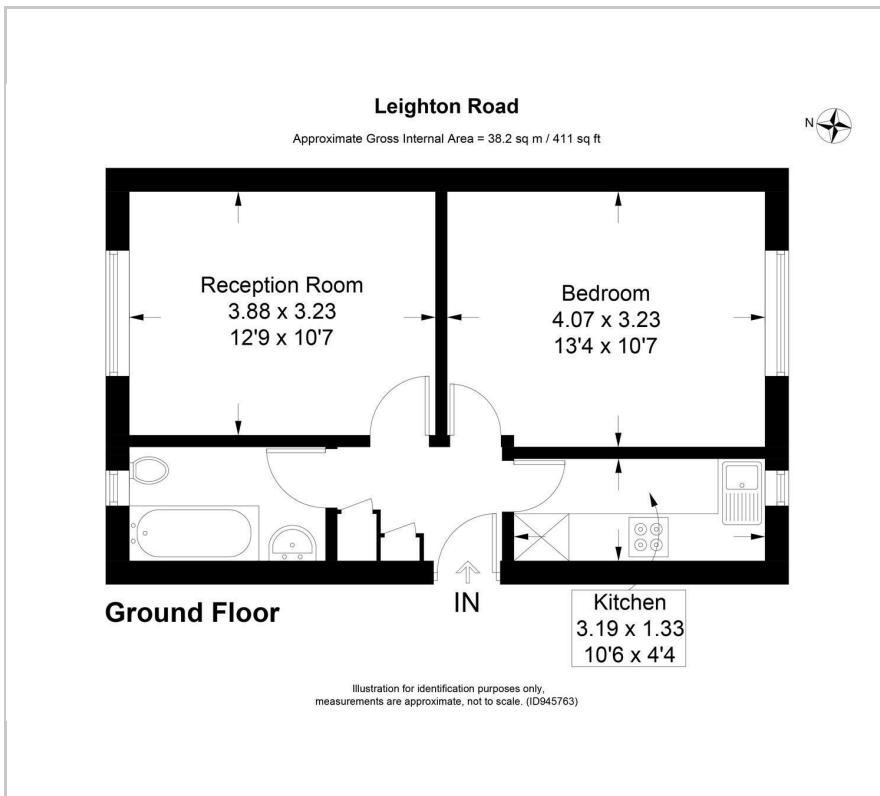 Leighton Road
Approximate Gross Internal Area = 38.2 sq m / 411 sq ft
N
Reception Room
3.88 x 3.23
12'9 x 10'7
Bedroom
4.07 x 3.23
13'4 x 10'7
Ground Floor
IN
Kitchen
3.19 x 1.33
10'6 x 4'4
Illustration for identification purposes only,
measurements are approximate, not to scale. (ID945763)